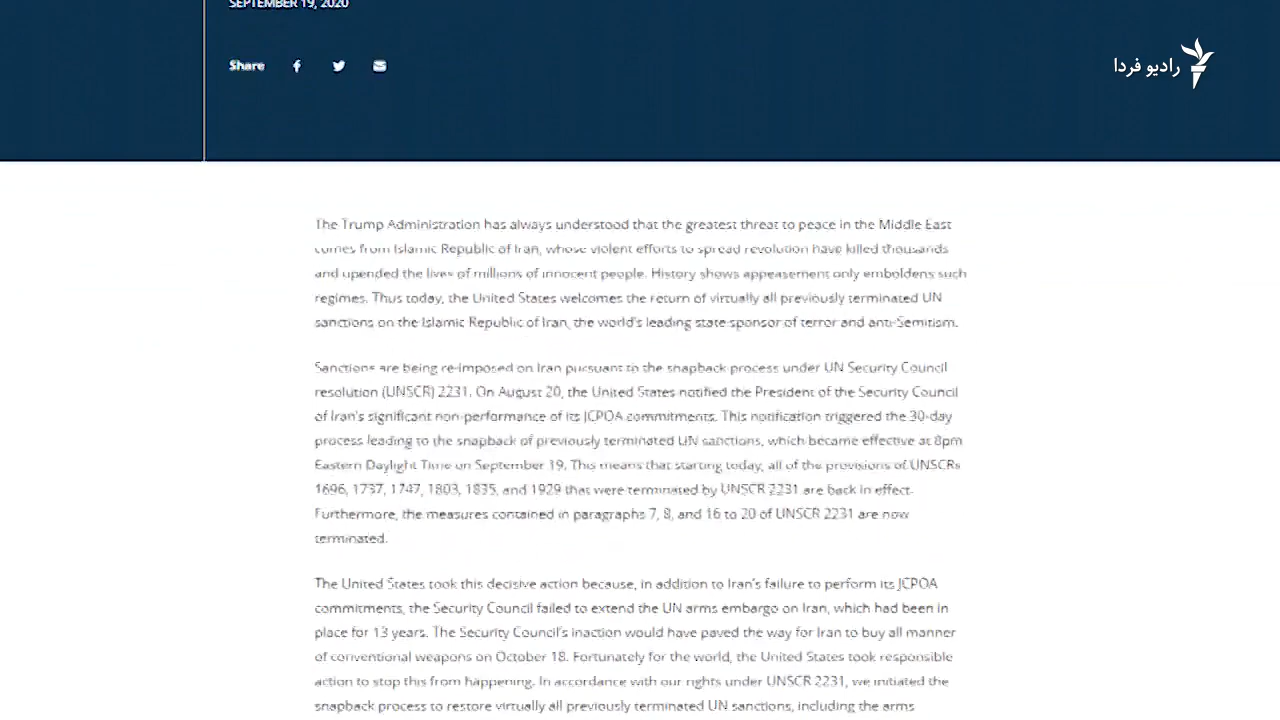 SEPTEMBER 19, 2020
Share
رادیو فردا
The Trump Administration has always understood that the greatest threat to peace in the Middle East
comes from Islamic Republic of Iran, whose violent efforts to spread revolution have killed thousands
and upended the lives of millions of innocent people. History shows appeasement only emboldens such
regimes. Thus today, the United States welcomes the return of virtually all previously terminated UN
sanctions on the Islamic Republic of Iran, the world's leading state sponsor of terror and anti-Semitism.
Sanctions are being re-imposed on Iran pursuant to the snapback process under UN Security Council
resolution (UNSCR) 2231. On August 20, the United States notified the President of the Security Council
of Iran's significant non-performance of its JCPOA commitments. This notification triggered the 30-day
process leading to the snapback of previously terminated UN sanctions, which became effective at 8pm
Eastern Daylight Time on September 19. This means that starting today, all of the provisions of UNSCRs
1696, 1737, 1747, 1803, 1835, and 1929 that were terminated by UNSCR 2231 are back in effect.
Furthermore, the measures contained in paragraphs 7, 8, and 16 to 20 of UNSCR 2231 are now
terminated.
The United States took this decisive action because, in addition to Iran's failure to perform its JCPOA
commitments, the Security Council failed to extend the UN arms embargo on Iran, which had been in
place for 13 years. The Security Council's inaction would have paved the way for Iran to buy all manner
of conventional weapons on October 18. Fortunately for the world, the United States took responsible
action to stop this from happening. In accordance with our rights under UNSCR 2231, we initiated the
snapback process to restore virtually all previously terminated UN sanctions, including the arms